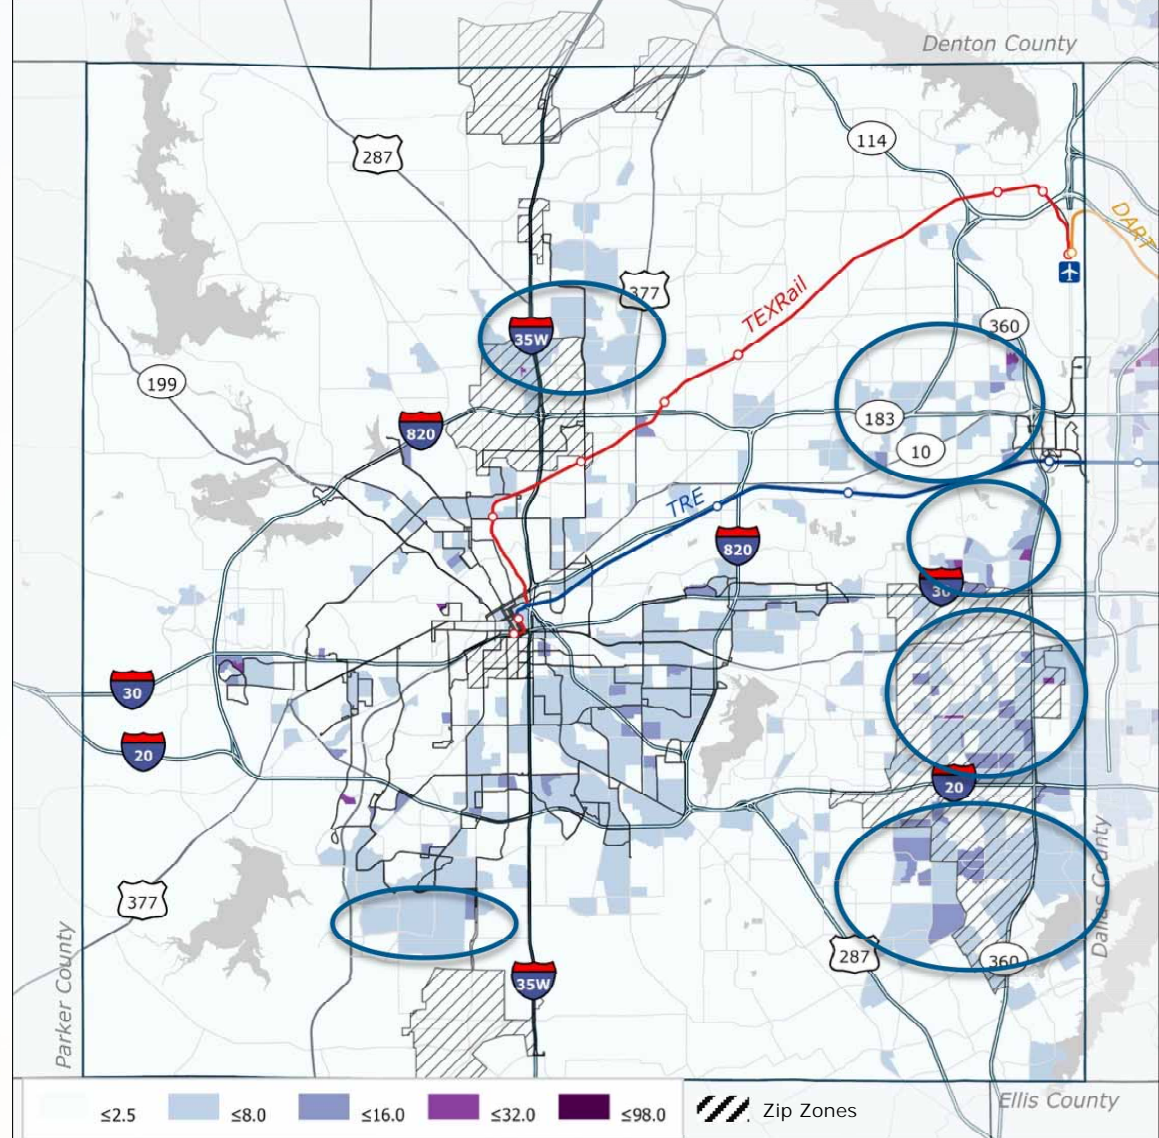 Denton County
114
287
DART
377
TEXRail
35W
360
199
183
820
10
TRE
820
30
30
20
20
377
Dallas County
287
360
35W
Parker County
≤2.5
≤8.0
≤16.0
≤32.0
≤98.0
Zip Zones
Ellis County